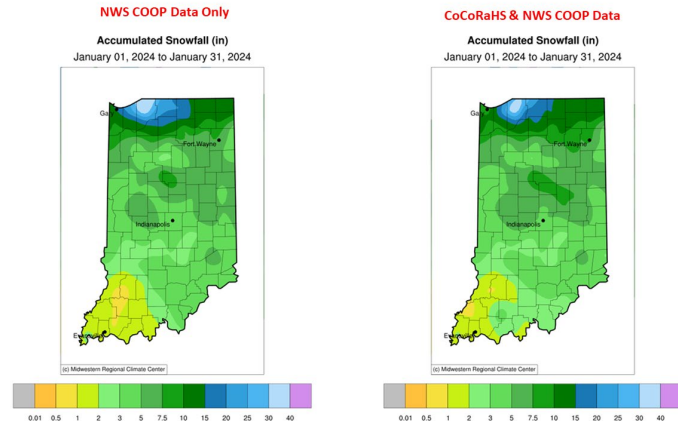 NWS COOP Data Only
Accumulated Snowfall (in)
January 01, 2024 to January 31, 2024
Gary
Fort Wayne
Indianapolis
Evansville
(c) Midwestern Regional Climate Center
0.01 0.5 1 2 3 5 7.5 10 15 20 25 30 40
CoCoRaHS & NWS COOP Data
Accumulated Snowfall (in)
January 01, 2024 to January 31, 2024
Gary
Fort Wayne
Indianapolis
Evansville
(c) Midwestern Regional Climate Center
0.01 0.5 1 2 3 5 7.5 10 15 20 25 30 40